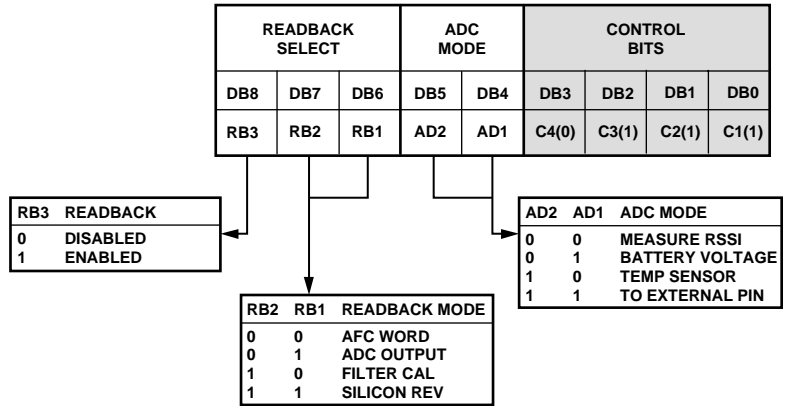 READBACK SELECT
ADC MODE
CONTROL BITS
DB8 DB7 DB6 DB5 DB4 DB3 DB2 DB1 DB0
RB3 RB2 RB1 AD2 AD1 C4(0) C3(1) C2(1) C1(1)
RB3 READBACK
0 DISABLED
1 ENABLED
AD2 AD1 ADC MODE
0 0 MEASURE RSSI
0 1 BATTERY VOLTAGE
1 0 TEMP SENSOR
1 1 TO EXTERNAL PIN
RB2 RB1 READBACK MODE
0 0 AFC WORD
0 1 ADC OUTPUT
1 0 FILTER CAL
1 1 SILICON REV